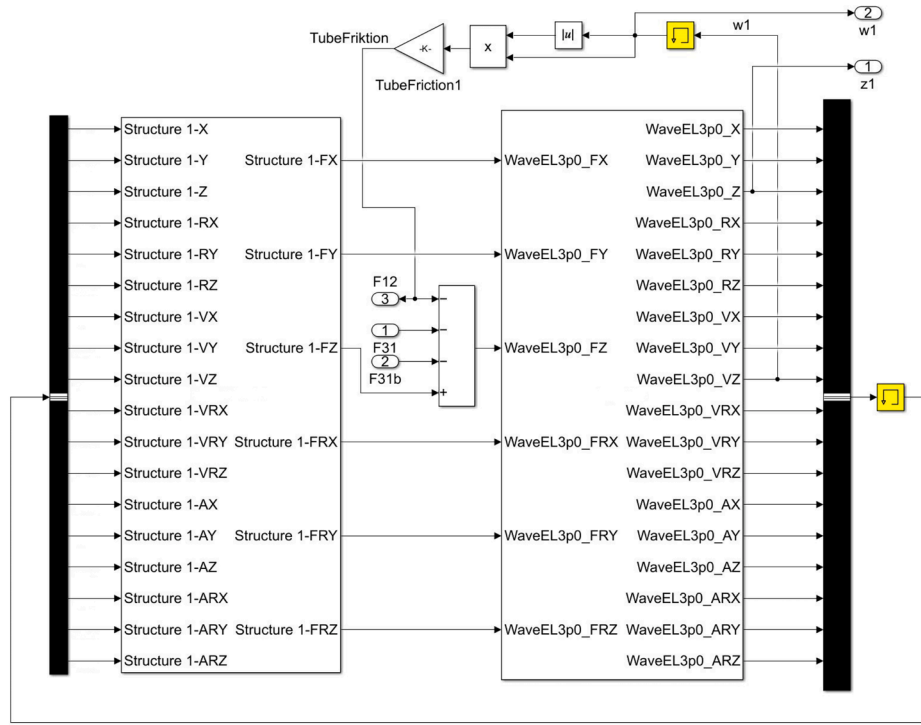 2
w1
w1
TubeFriktion
-K-
x
|u|
TubeFriction1
1
z1
Structure 1-X
Structure 1-Y
Structure 1-Z
Structure 1-RX
Structure 1-RY
Structure 1-RZ
Structure 1-VX
Structure 1-VY
Structure 1-VZ
Structure 1-VRX
Structure 1-VRY
Structure 1-VRZ
Structure 1-AX
Structure 1-AY
Structure 1-AZ
Structure 1-ARX
Structure 1-ARY
Structure 1-ARZ
Structure 1-FX
Structure 1-FY
Structure 1-FZ
Structure 1-FRX
Structure 1-FRY
Structure 1-FRZ
F12
3
1
F31
2
F31b
−
−
−
+
WaveEL3p0_FX
WaveEL3p0_FY
WaveEL3p0_FZ
WaveEL3p0_FRX
WaveEL3p0_FRY
WaveEL3p0_FRZ
WaveEL3p0_X
WaveEL3p0_Y
WaveEL3p0_Z
WaveEL3p0_RX
WaveEL3p0_RY
WaveEL3p0_RZ
WaveEL3p0_VX
WaveEL3p0_VY
WaveEL3p0_VZ
WaveEL3p0_VRX
WaveEL3p0_VRY
WaveEL3p0_VRZ
WaveEL3p0_AX
WaveEL3p0_AY
WaveEL3p0_AZ
WaveEL3p0_ARX
WaveEL3p0_ARY
WaveEL3p0_ARZ